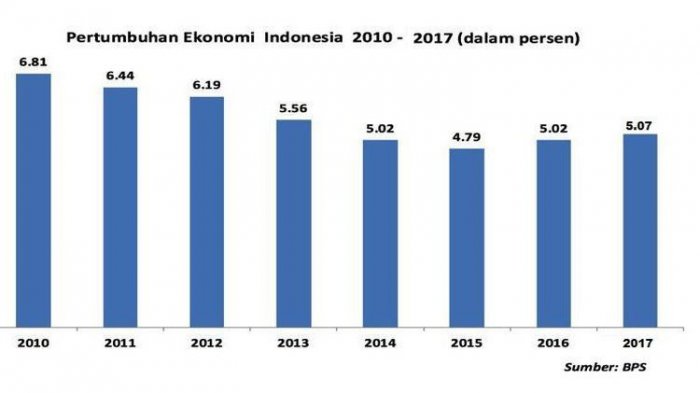 Pertumbuhan Ekonomi Indonesia 2010 - 2017 (dalam persen)
6.81 6.44 6.19 5.56 5.02 4.79 5.02 5.07
2010 2011 2012 2013 2014 2015 2016 2017
Sumber: BPS